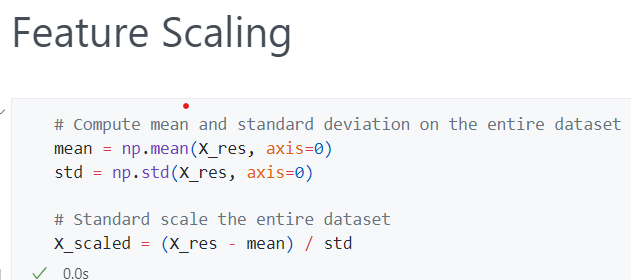 Feature Scaling
# Compute mean and standard deviation on the entire dataset
mean = np.mean(X_res, axis=0)
std = np.std(X_res, axis=0)
# Standard scale the entire dataset
X_scaled = (X_res - mean) / std
0.0s